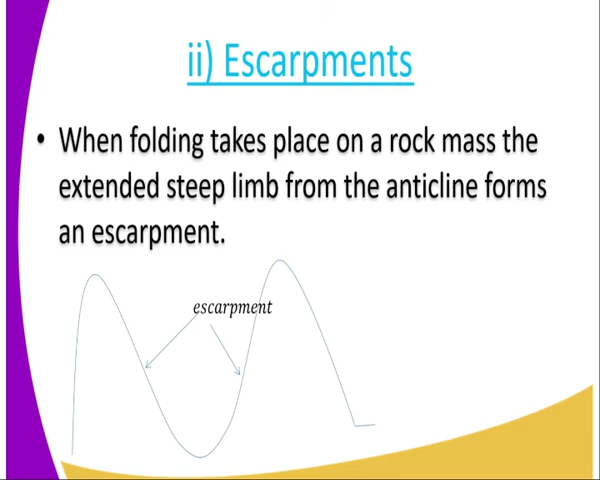 ii) Escarpments
• When folding takes place on a rock mass the
extended steep limb from the anticline forms
an escarpment.
escarpment